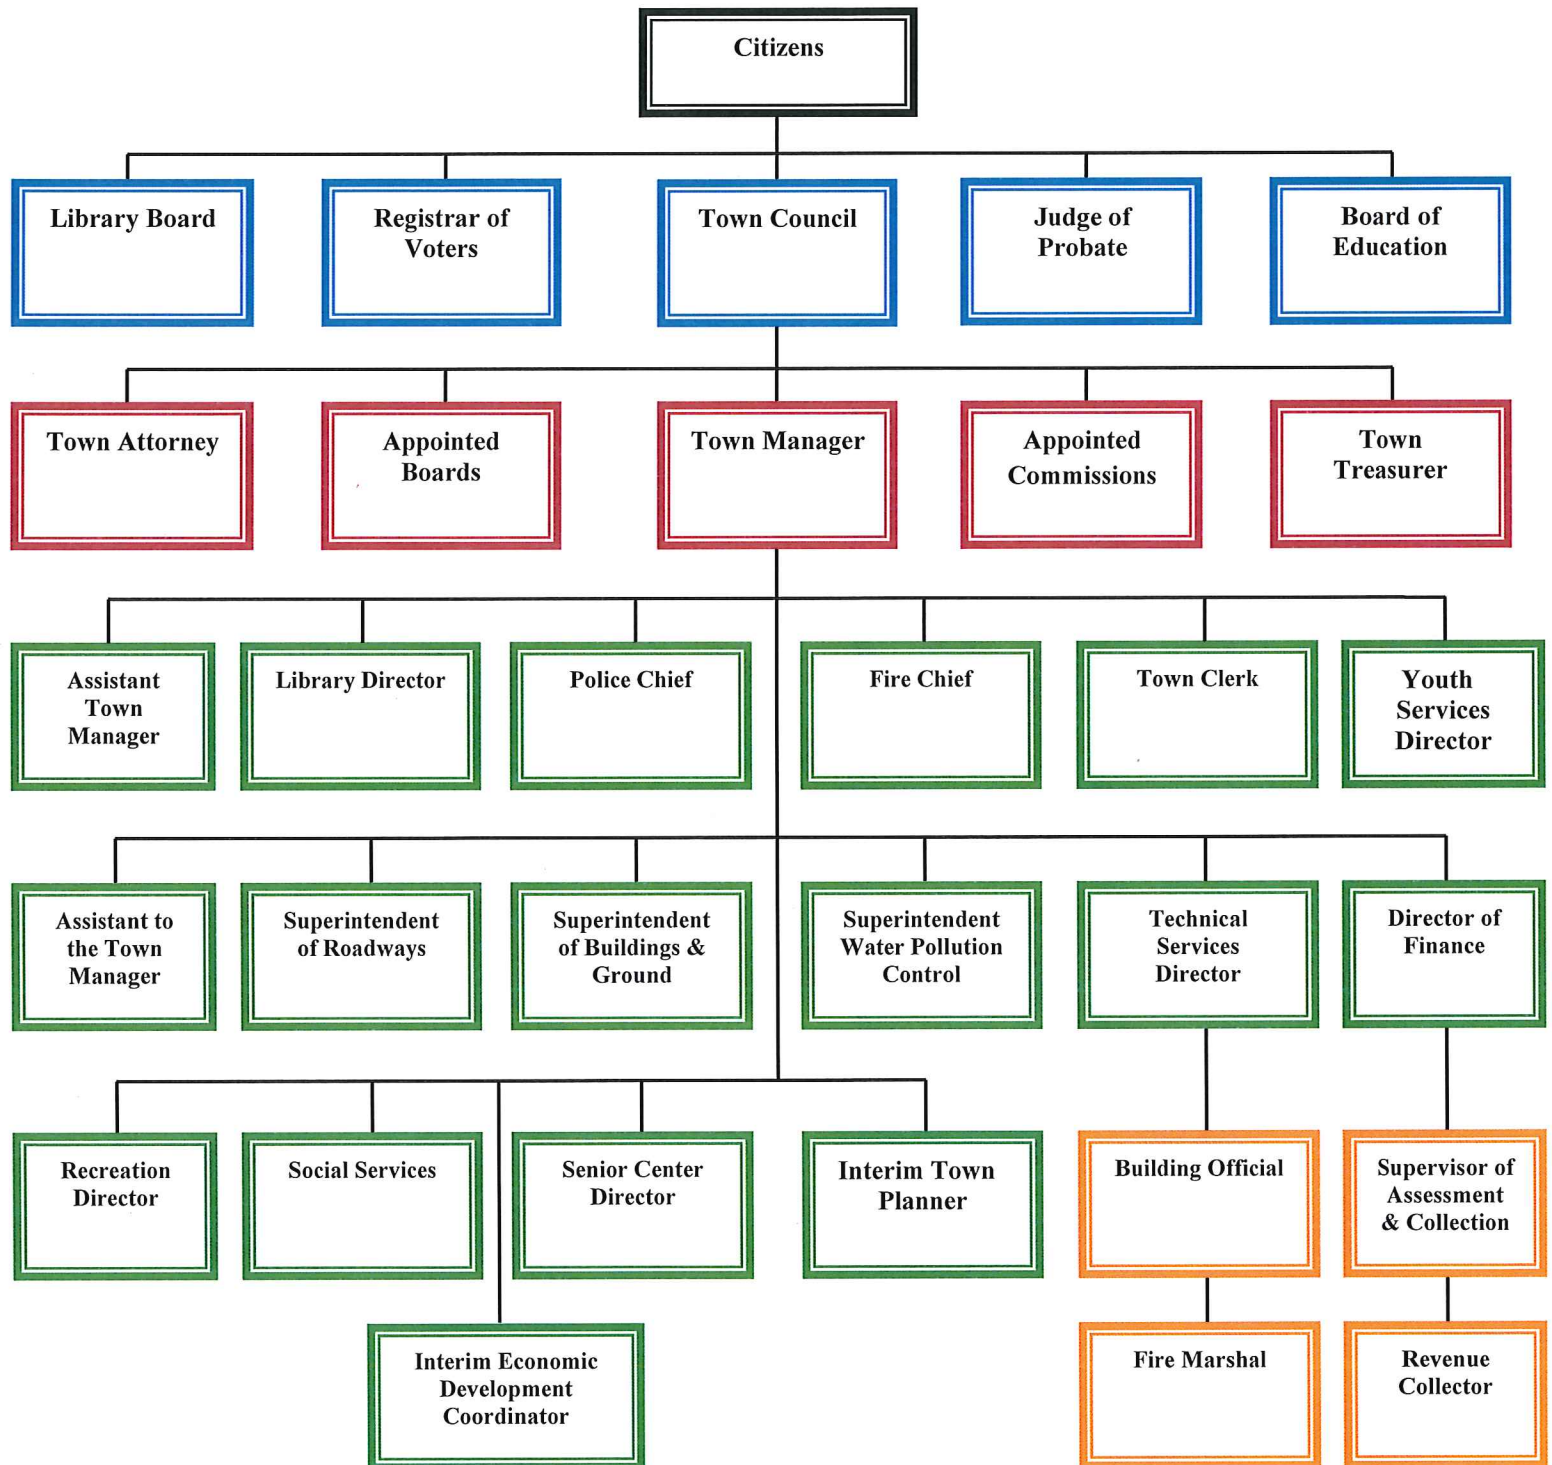 Citizens
Library Board
Registrar of
Voters
Town Council
Judge of
Probate
Board of
Education
Town Attorney
Appointed
Boards
Town Manager
Appointed
Commissions
Town
Treasurer
Assistant
Town
Manager
Library Director
Police Chief
Fire Chief
Town Clerk
Youth
Services
Director
Assistant to
the Town
Manager
Superintendent
of Roadways
Superintendent
of Buildings &
Ground
Superintendent
Water Pollution
Control
Technical
Services
Director
Director of
Finance
Recreation
Director
Social Services
Senior Center
Director
Interim Town
Planner
Building Official
Supervisor of
Assessment
& Collection
Interim Economic
Development
Coordinator
Fire Marshal
Revenue
Collector